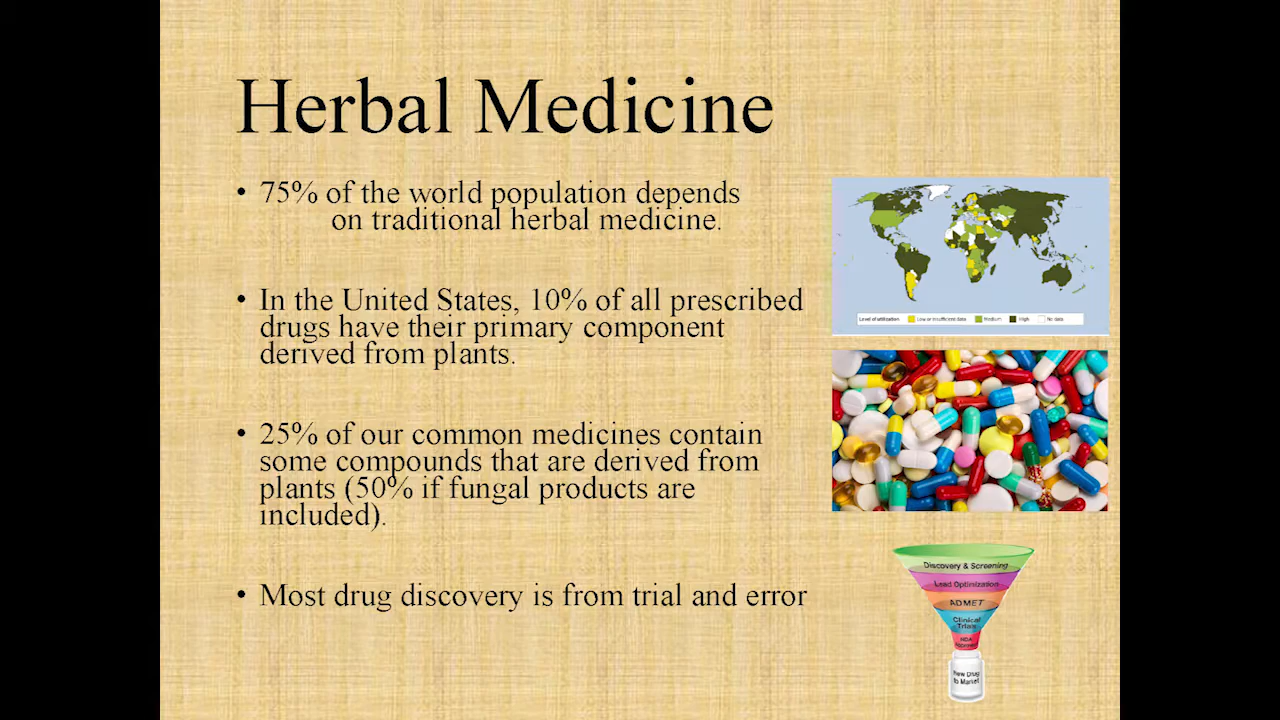 Herbal Medicine
• 75% of the world population depends
on traditional herbal medicine.
• In the United States, 10% of all prescribed
drugs have their primary component
derived from plants.
• 25% of our common medicines contain
some compounds that are derived from
plants (50% if fungal products are
included).
• Most drug discovery is from trial and error
Level of utilization Low or insufficient data Medium High No data
Discovery & Screening
Lead Optimization
ADMET
Clinical
Trials
New Drug
to Market